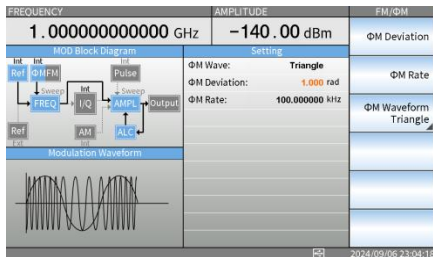 FREQUENCY
AMPLITUDE
FM/ΦM
1.000000000000 GHz
-140.00 dBm
ΦM Deviation
MOD Block Diagram
Setting
Int
Int
Int
Ref
ΦM FM
Pulse
Sweep
Int
Sweep
FREQ
I/Q
AMPL
Output
Ref
AM
ALC
Ext
Int
ΦM Wave: Triangle
ΦM Deviation: 1.000 rad
ΦM Rate: 100.000000 kHz
ΦM Rate
ΦM Waveform
Triangle
Modulation Waveform
2024/09/06 23:04:18